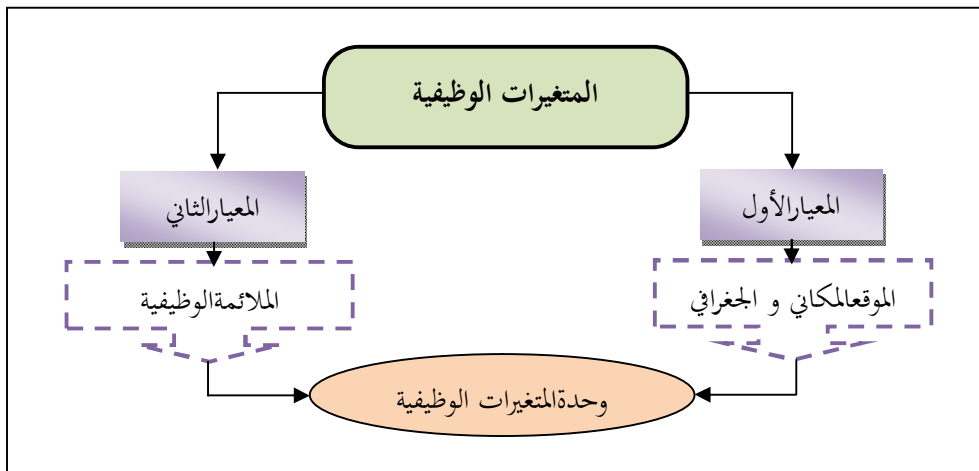 المتغيرات الوظيفية
المعيارالأول
المعيارالثاني
الموقعالمكاني و الجغرافي
الملائمةالوظيفية
وحدةالمتغيرات الوظيفية